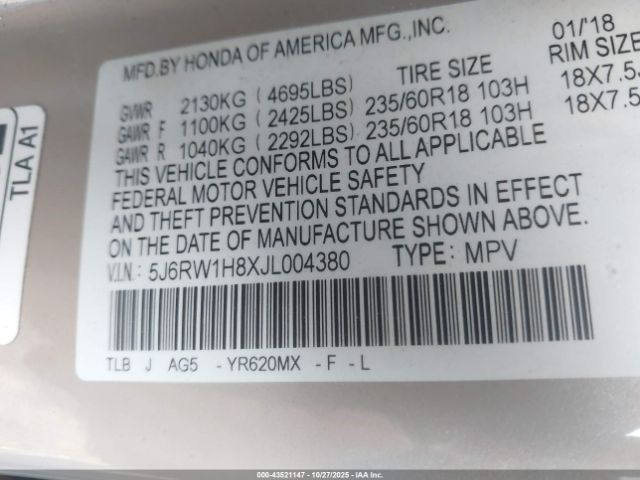 MFD.BY HONDA OF AMERICA MFG.,INC. 01/'18
TIRE SIZE RIM SIZE
GVWR 2130KG (4695LBS)
GAWR F 1100KG (2425LBS) 235/60R18 103H 18X7.5
GAWR R 1040KG (2292LBS) 235/60R18 103H 18X7.5
THIS VEHICLE CONFORMS TO ALL APPLICABLE
FEDERAL MOTOR VEHICLE SAFETY
AND THEFT PREVENTION STANDARDS IN EFFECT
ON THE DATE OF MANUFACTURE SHOWN ABOVE.
V.I.N.: 5J6RW1H8XJL004380 TYPE: MPV
TLB J AG5 -YR620MX -F -L
TLA A1
000-43521147 - 10/27/2025 - IAA Inc.